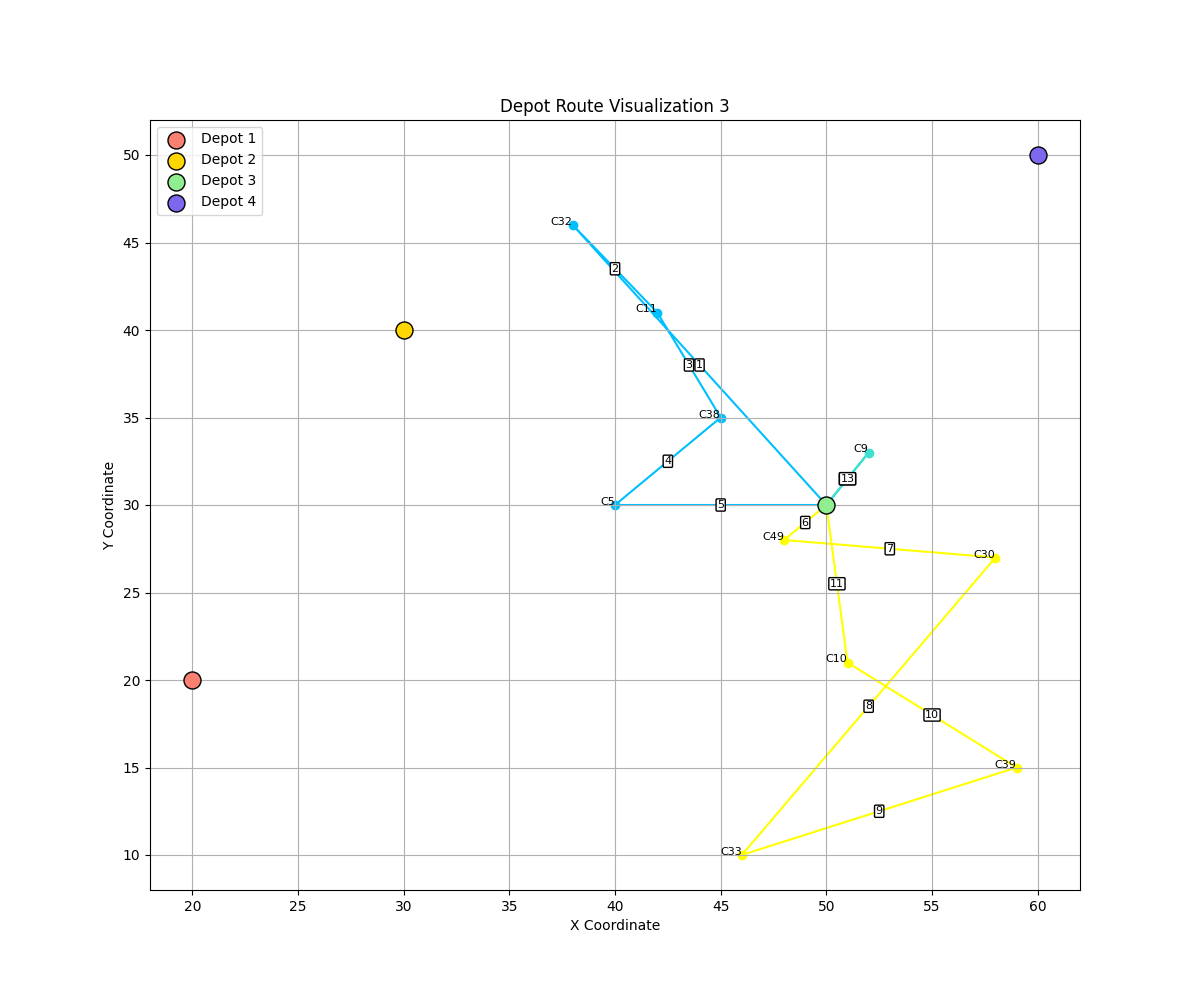 Depot Route Visualization 3
Depot 1
Depot 2
Depot 3
Depot 4
Y Coordinate
50
45
40
35
30
25
20
15
10
C32
2
C11
3
1
C38
C9
4
13
C5
5
6
C49
7
C30
11
C10
8
10
C39
9
C33
20
25
30
35
40
45
50
55
60
X Coordinate